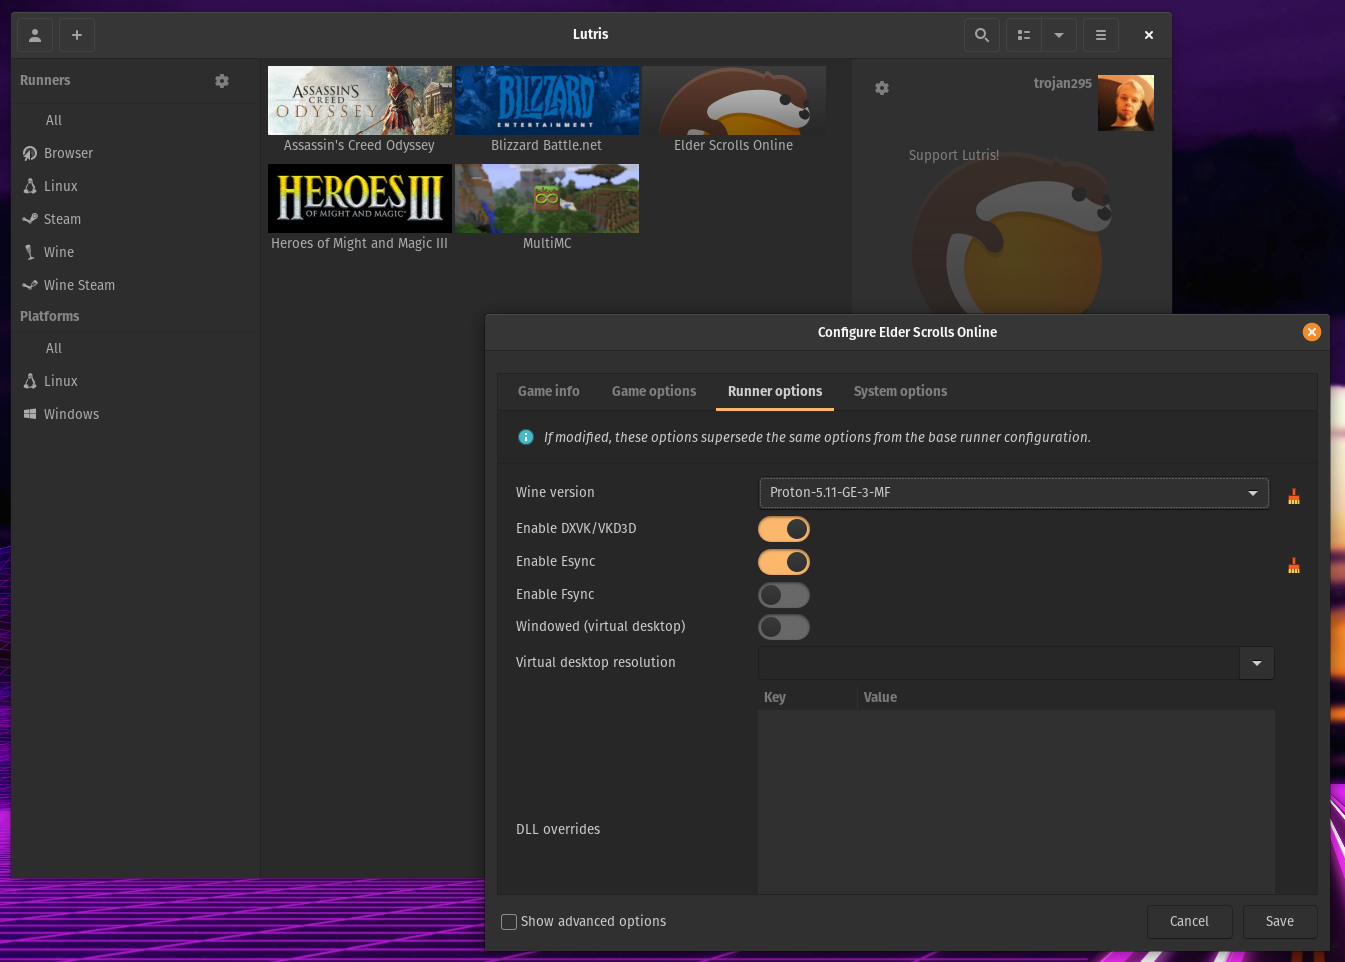 Lutris
Runners
All
Browser
Linux
Steam
Wine
Wine Steam
Platforms
All
Linux
Windows
ASSASSIN'S
CREED
ODYSSEY
Assassin's Creed Odyssey
BLIZZARD
ENTERTAINMENT
Blizzard Battle.net
Elder Scrolls Online
HEROES III
OF MIGHT AND MAGIC
Heroes of Might and Magic III
MultiMC
trojan295
Support Lutris!
Configure Elder Scrolls Online
Game info Game options Runner options System options
If modified, these options supersede the same options from the base runner configuration.
Wine version Proton-5.11-GE-3-MF
Enable DXVK/VKD3D
Enable Esync
Enable Fsync
Windowed (virtual desktop)
Virtual desktop resolution
Key Value
DLL overrides
Show advanced options Cancel Save